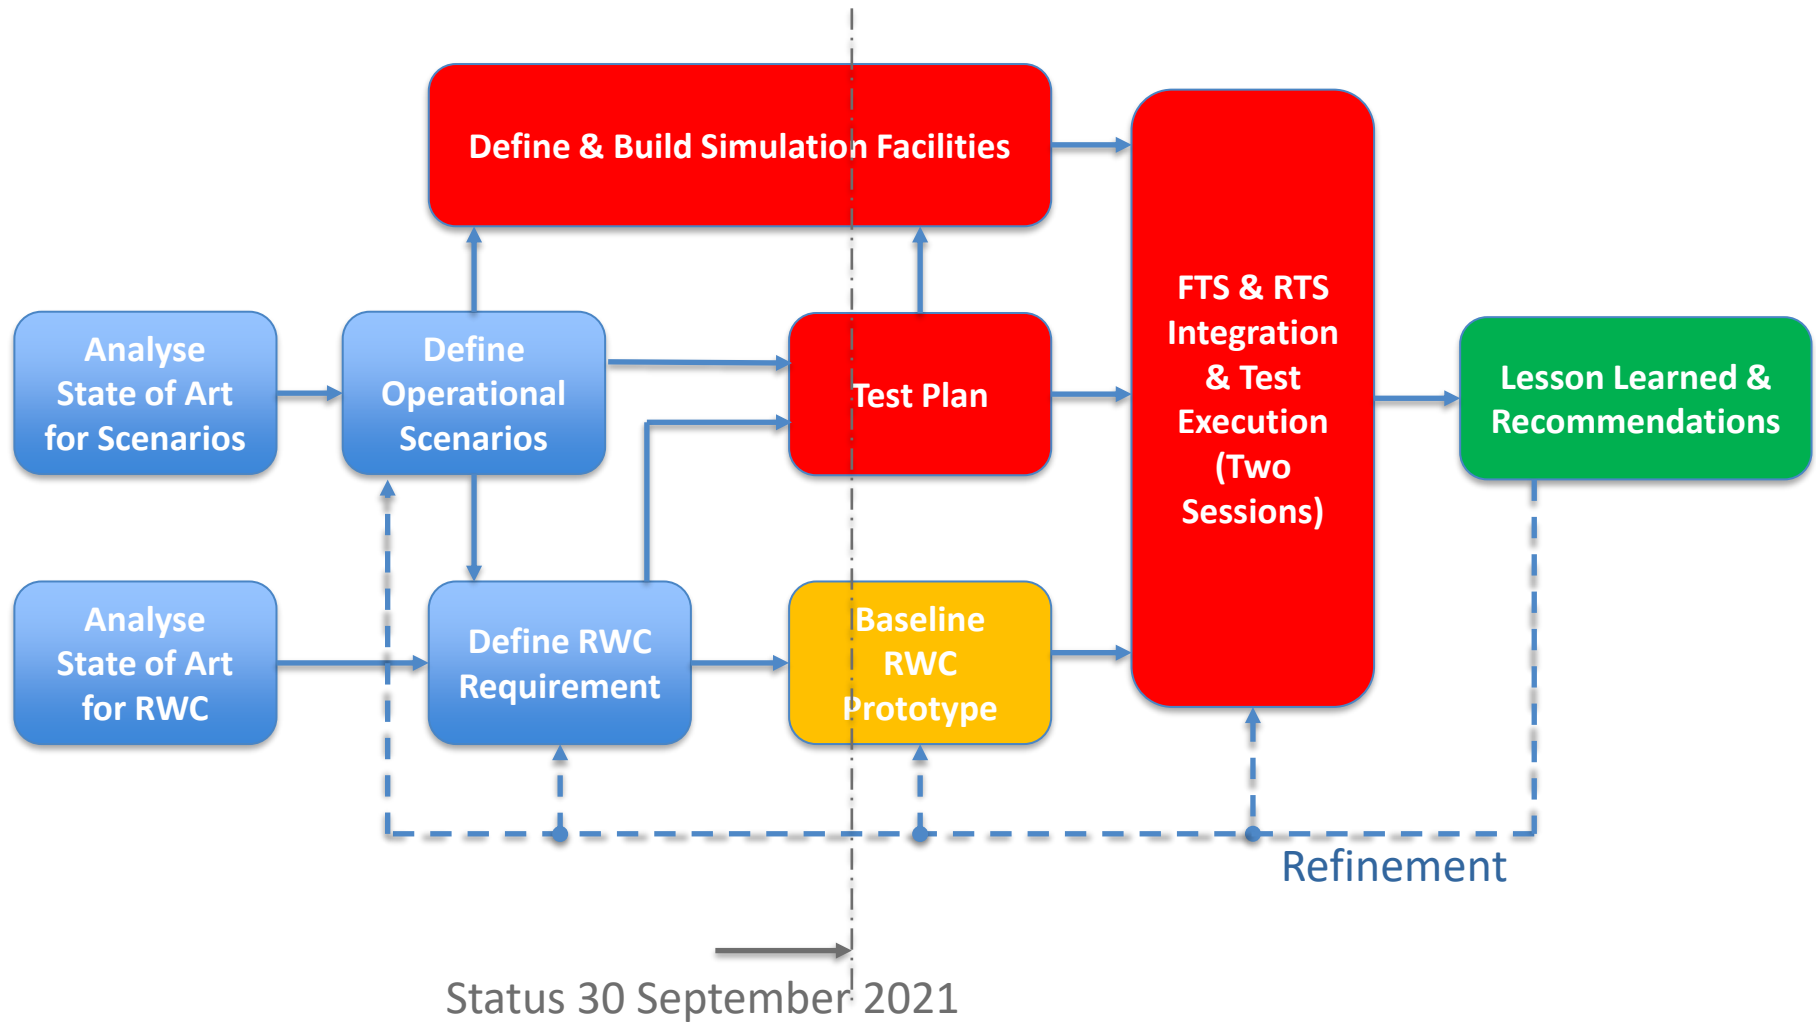 Define & Build Simulation Facilities
Analyse
State of Art
for Scenarios
Define
Operational
Scenarios
Test Plan
FTS & RTS
Integration
& Test
Execution
(Two
Sessions)
Lesson Learned &
Recommendations
Analyse
State of Art
for RWC
Define RWC
Requirement
Baseline
RWC
Prototype
Refinement
Status 30 September 2021